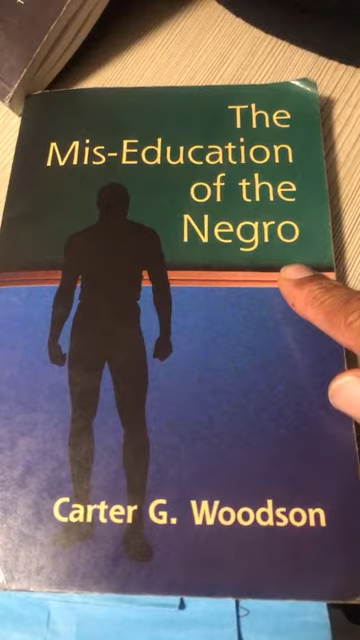 The
Mis-Education
of the
Negro
Carter G. Woodson